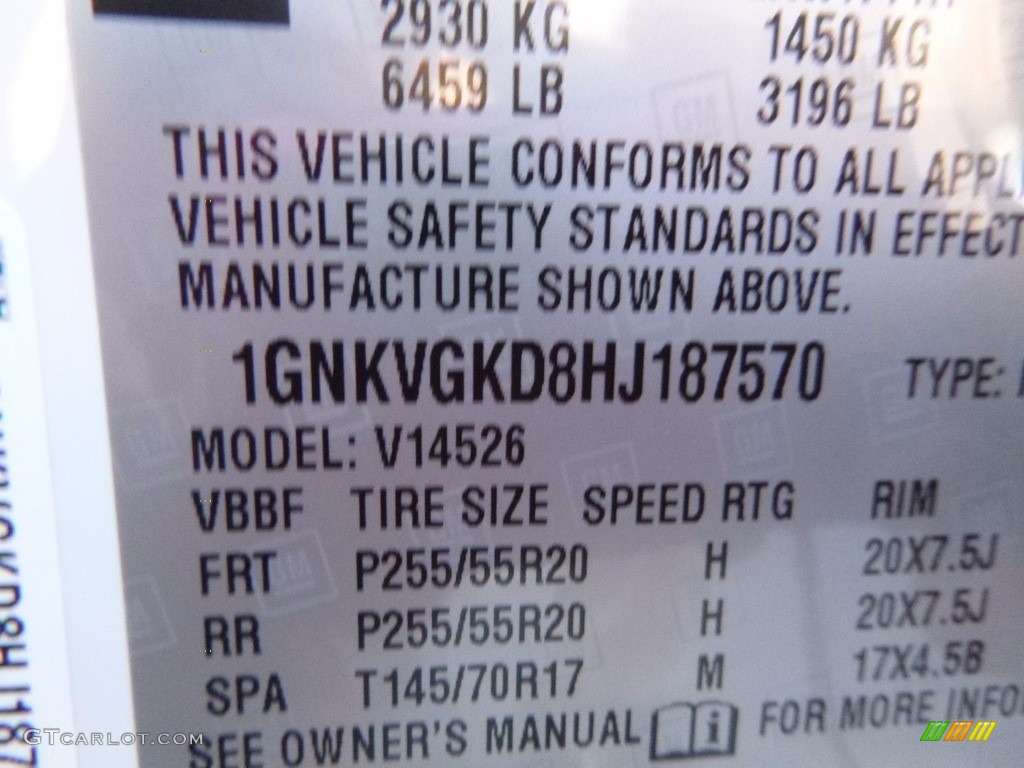 2930 KG 1450 KG
6459 LB 3196 LB
THIS VEHICLE CONFORMS TO ALL APPLI
VEHICLE SAFETY STANDARDS IN EFFECT
MANUFACTURE SHOWN ABOVE.
1GNKVGKD8HJ187570 TYPE:
MODEL: V14526
VBBF TIRE SIZE SPEED RTG RIM
FRT P255/55R20 H 20X7.5J
RR P255/55R20 H 20X7.5J
SPA T145/70R17 M 17X4.5B
SEE OWNER'S MANUAL i FOR MORE INFO
GTcarlot.com
GM